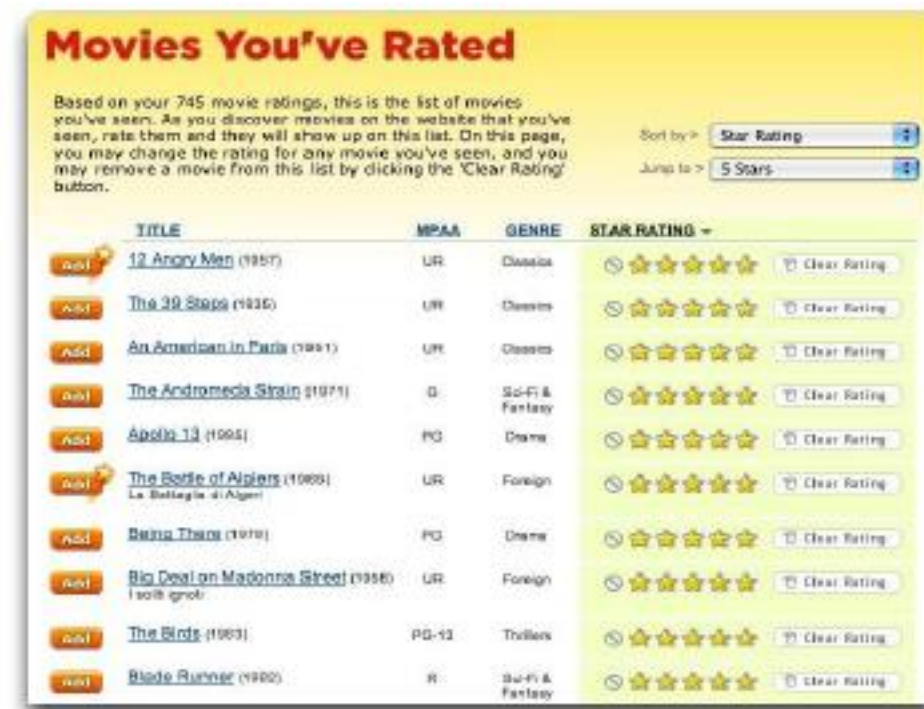 Movies You've Rated
Based on your 745 movie ratings, this is the list of movies
you've seen. As you discover movies on the website that you've
seen, rate them and they will show up on this list. On this page,
you may change the rating for any movie you've seen, and you
may remove a movie from this list by clicking the 'Clear Rating'
button.
Sort by > Star Rating
Jump to > 5 Stars
TITLE MPAA GENRE STAR RATING
Add 12 Angry Men (1957) UR Classics Clear Rating
Add The 39 Steps (1935) UR Classics Clear Rating
Add An American in Paris (1951) UR Classics Clear Rating
Add The Andromeda Strain (1971) G Sci-Fi & Clear Rating
Fantasy
Add Apollo 13 (1995) PG Drama Clear Rating
Add The Battle of Algiers UR Foreign Clear Rating
La Battaglia di Algeri
Add Being There (1979) PG Drama Clear Rating
Add Big Deal on Madonna Street (1958) UR Foreign Clear Rating
I soliti ignoti
Add The Birds (1963) PG-13 Thrillers Clear Rating
Add Blade Runner (1982) R Sci-Fi & Clear Rating
Fantasy